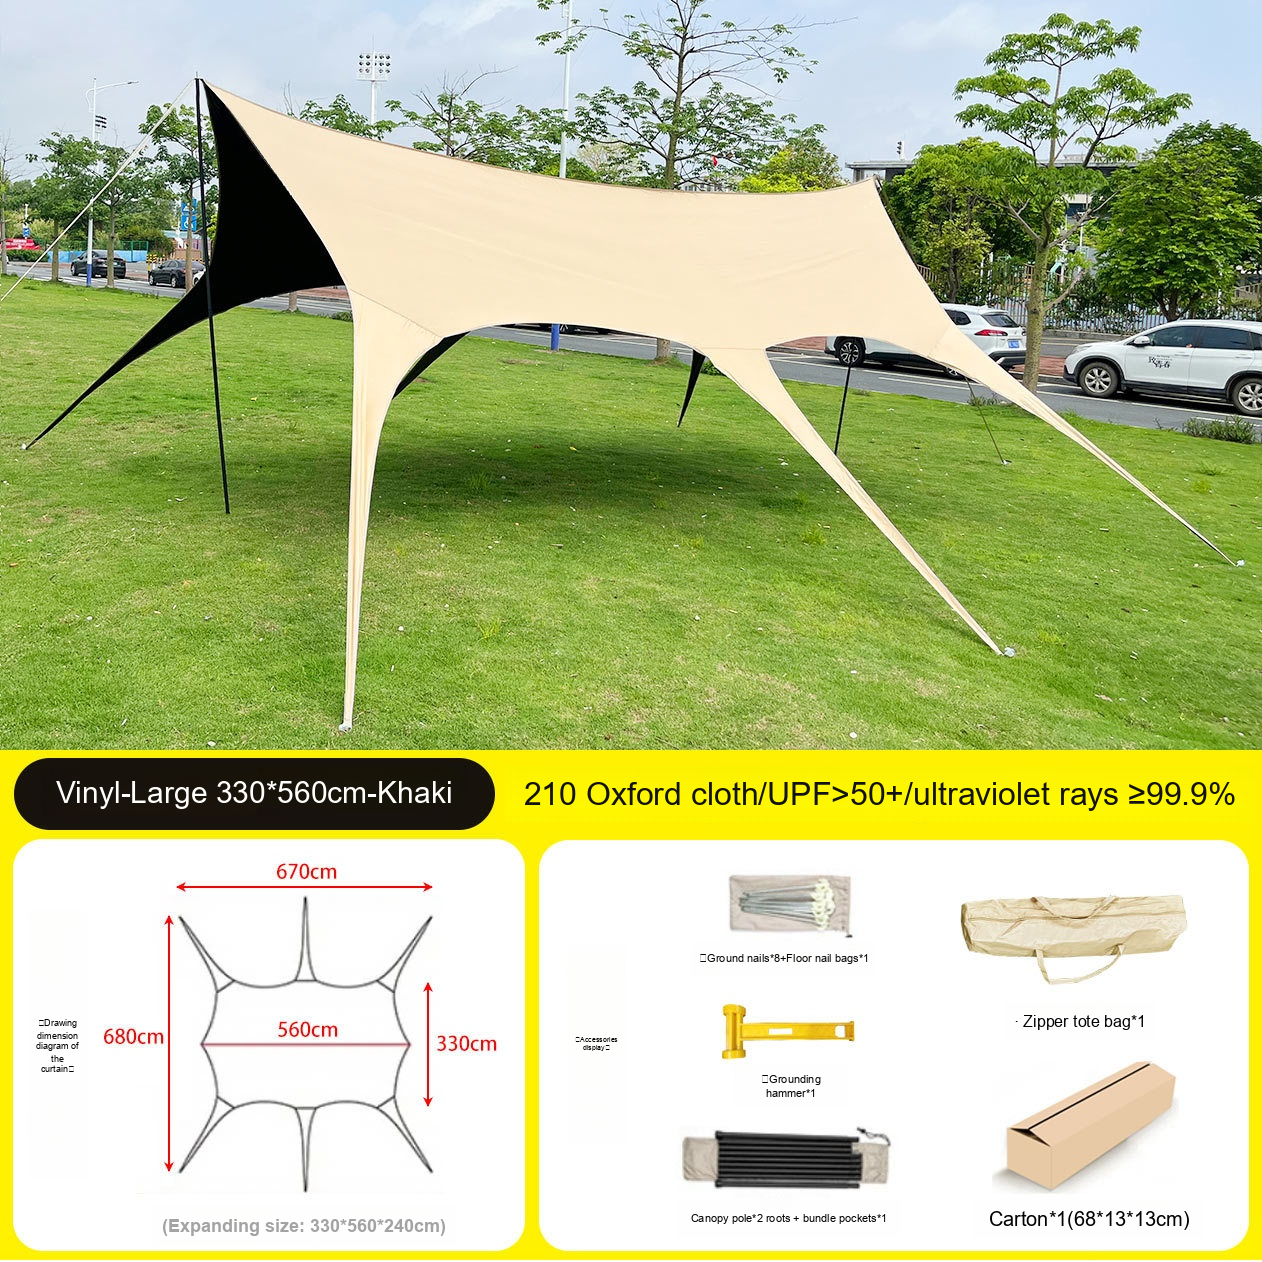 玫青春
Vinyl-Large 330*560cm-Khaki
210 Oxford cloth/UPF>50+/ultraviolet rays ≥99.9%
670cm
680cm
560cm
330cm
□Drawing
dimension
diagram of
the
curtain□
(Expanding size: 330*560*240cm)
□Ground nails*8+Floor nail bags*1
· Zipper tote bag*1
□Accessories
display□
□Grounding
hammer*1
Canopy pole*2 roots + bundle pockets*1
Carton*1(68*13*13cm)